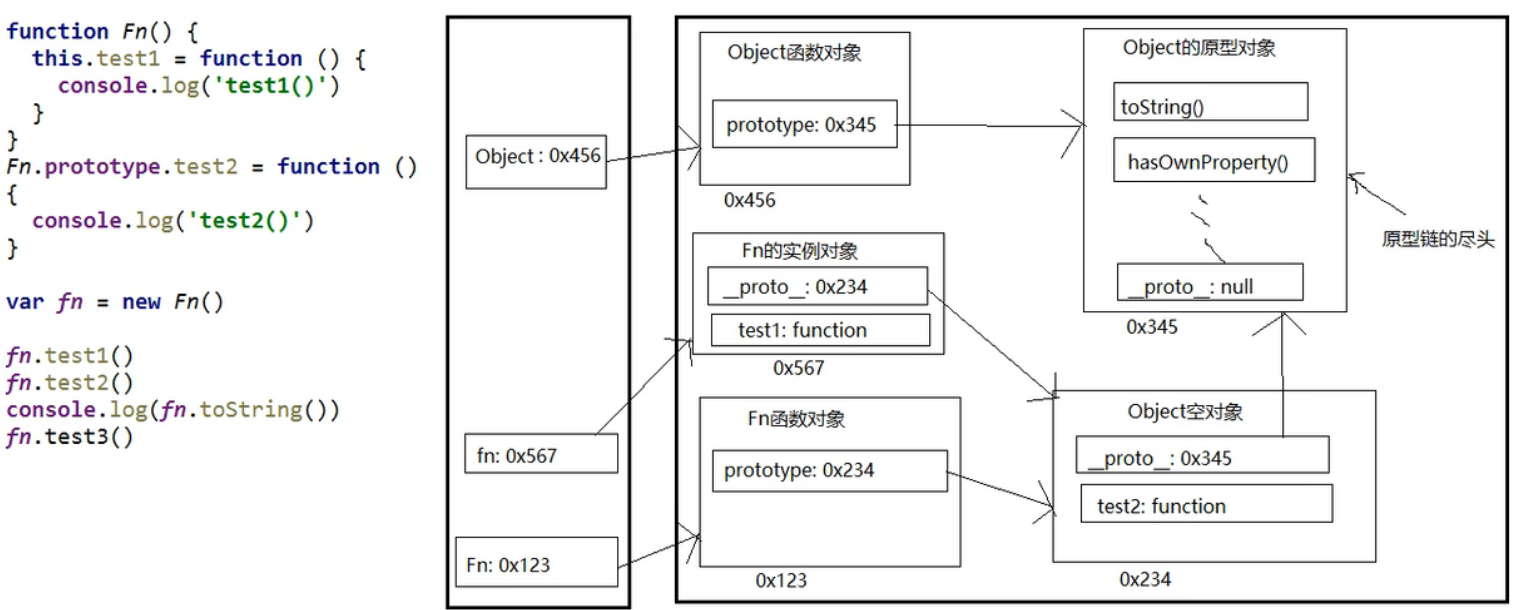 function Fn() {
this.test1 = function () {
console.log('test1()')
}
}
Fn.prototype.test2 = function ()
{
console.log('test2()')
}
var fn = new Fn()
fn.test1()
fn.test2()
console.log(fn.toString())
fn.test3()
Object : 0x456
fn: 0x567
Fn: 0x123
Object函数对象
prototype: 0x345
0x456
Fn的实例对象
__proto__: 0x234
test1: function
0x567
Fn函数对象
prototype: 0x234
0x123
Object的原型对象
toString()
hasOwnProperty()
__proto__: null
0x345
原型链的尽头
Object空对象
__proto__: 0x345
test2: function
0x234